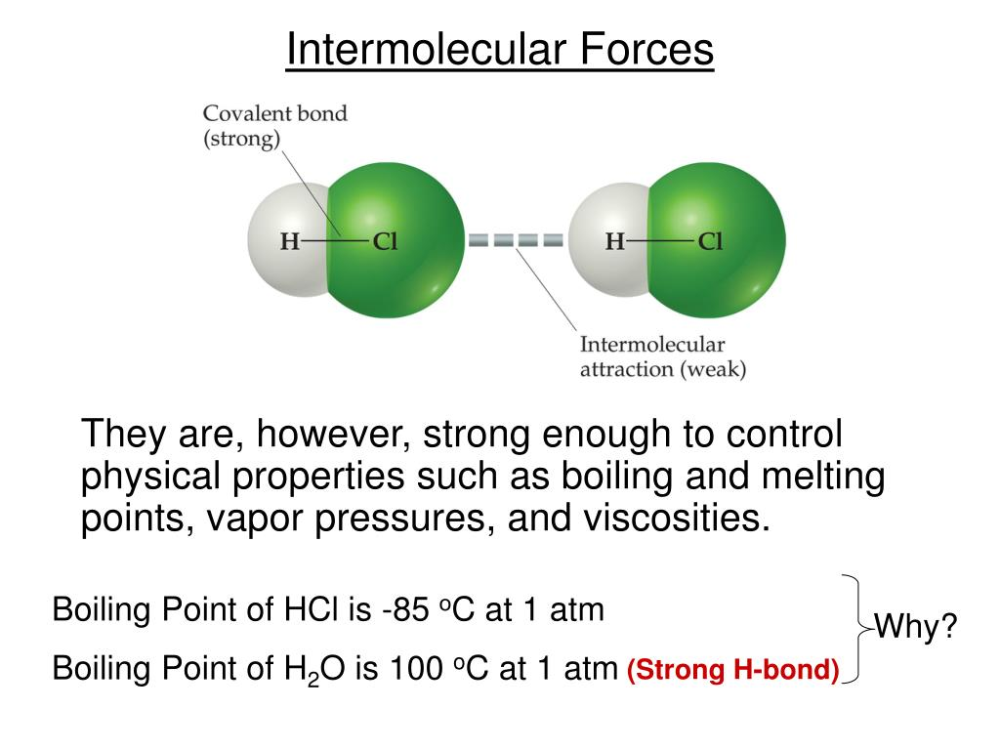 Intermolecular Forces
Covalent bond
(strong)
H Cl H Cl
Intermolecular
attraction (weak)
They are, however, strong enough to control
physical properties such as boiling and melting
points, vapor pressures, and viscosities.
Boiling Point of HCl is -85 ºC at 1 atm
Why?
Boiling Point of H₂O is 100 ºC at 1 atm (Strong H-bond)